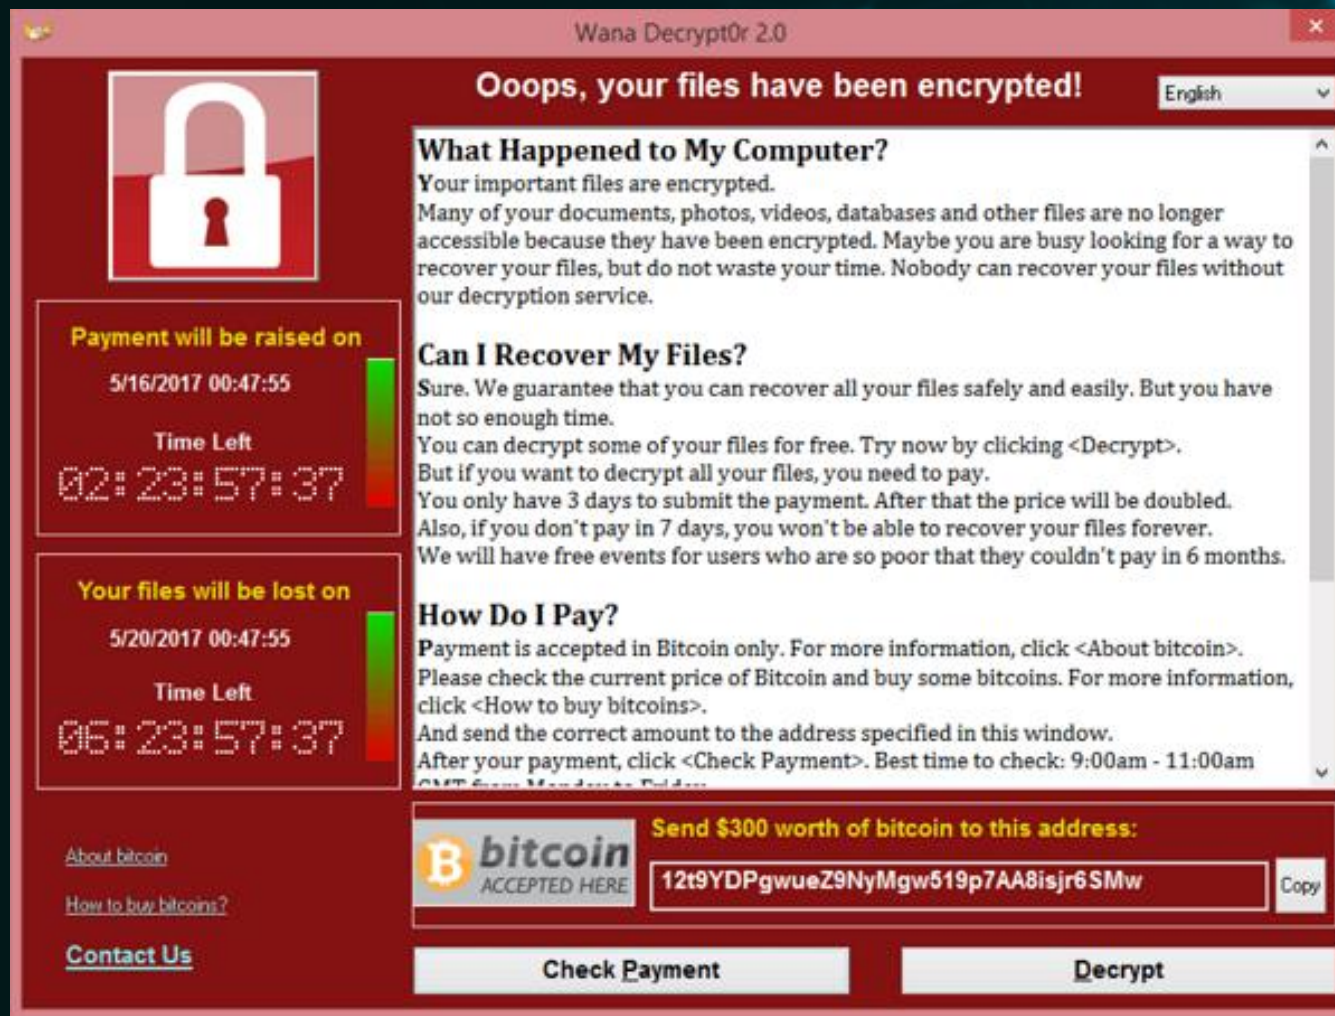 Wana Decrypt0r 2.0
Ooops, your files have been encrypted!
English
What Happened to My Computer?
Your important files are encrypted.
Many of your documents, photos, videos, databases and other files are no longer
accessible because they have been encrypted. Maybe you are busy looking for a way to
recover your files, but do not waste your time. Nobody can recover your files without
our decryption service.
Can I Recover My Files?
Sure. We guarantee that you can recover all your files safely and easily. But you have
not so enough time.
You can decrypt some of your files for free. Try now by clicking <Decrypt>.
But if you want to decrypt all your files, you need to pay.
You only have 3 days to submit the payment. After that the price will be doubled.
Also, if you don't pay in 7 days, you won't be able to recover your files forever.
We will have free events for users who are so poor that they couldn't pay in 6 months.
How Do I Pay?
Payment is accepted in Bitcoin only. For more information, click <About bitcoin>.
Please check the current price of Bitcoin and buy some bitcoins. For more information,
click <How to buy bitcoins>.
And send the correct amount to the address specified in this window.
After your payment, click <Check Payment>. Best time to check: 9:00am - 11:00am
GMT from Monday to Friday
Payment will be raised on
5/16/2017 00:47:55
Time Left
02:23:57:37
Your files will be lost on
5/20/2017 00:47:55
Time Left
06:23:57:37
About bitcoin
How to buy bitcoins?
Contact Us
bitcoin
ACCEPTED HERE
Send $300 worth of bitcoin to this address:
12t9YDPgwueZ9NyMgw519p7AA8isjr6SMw
Copy
Check Payment
Decrypt